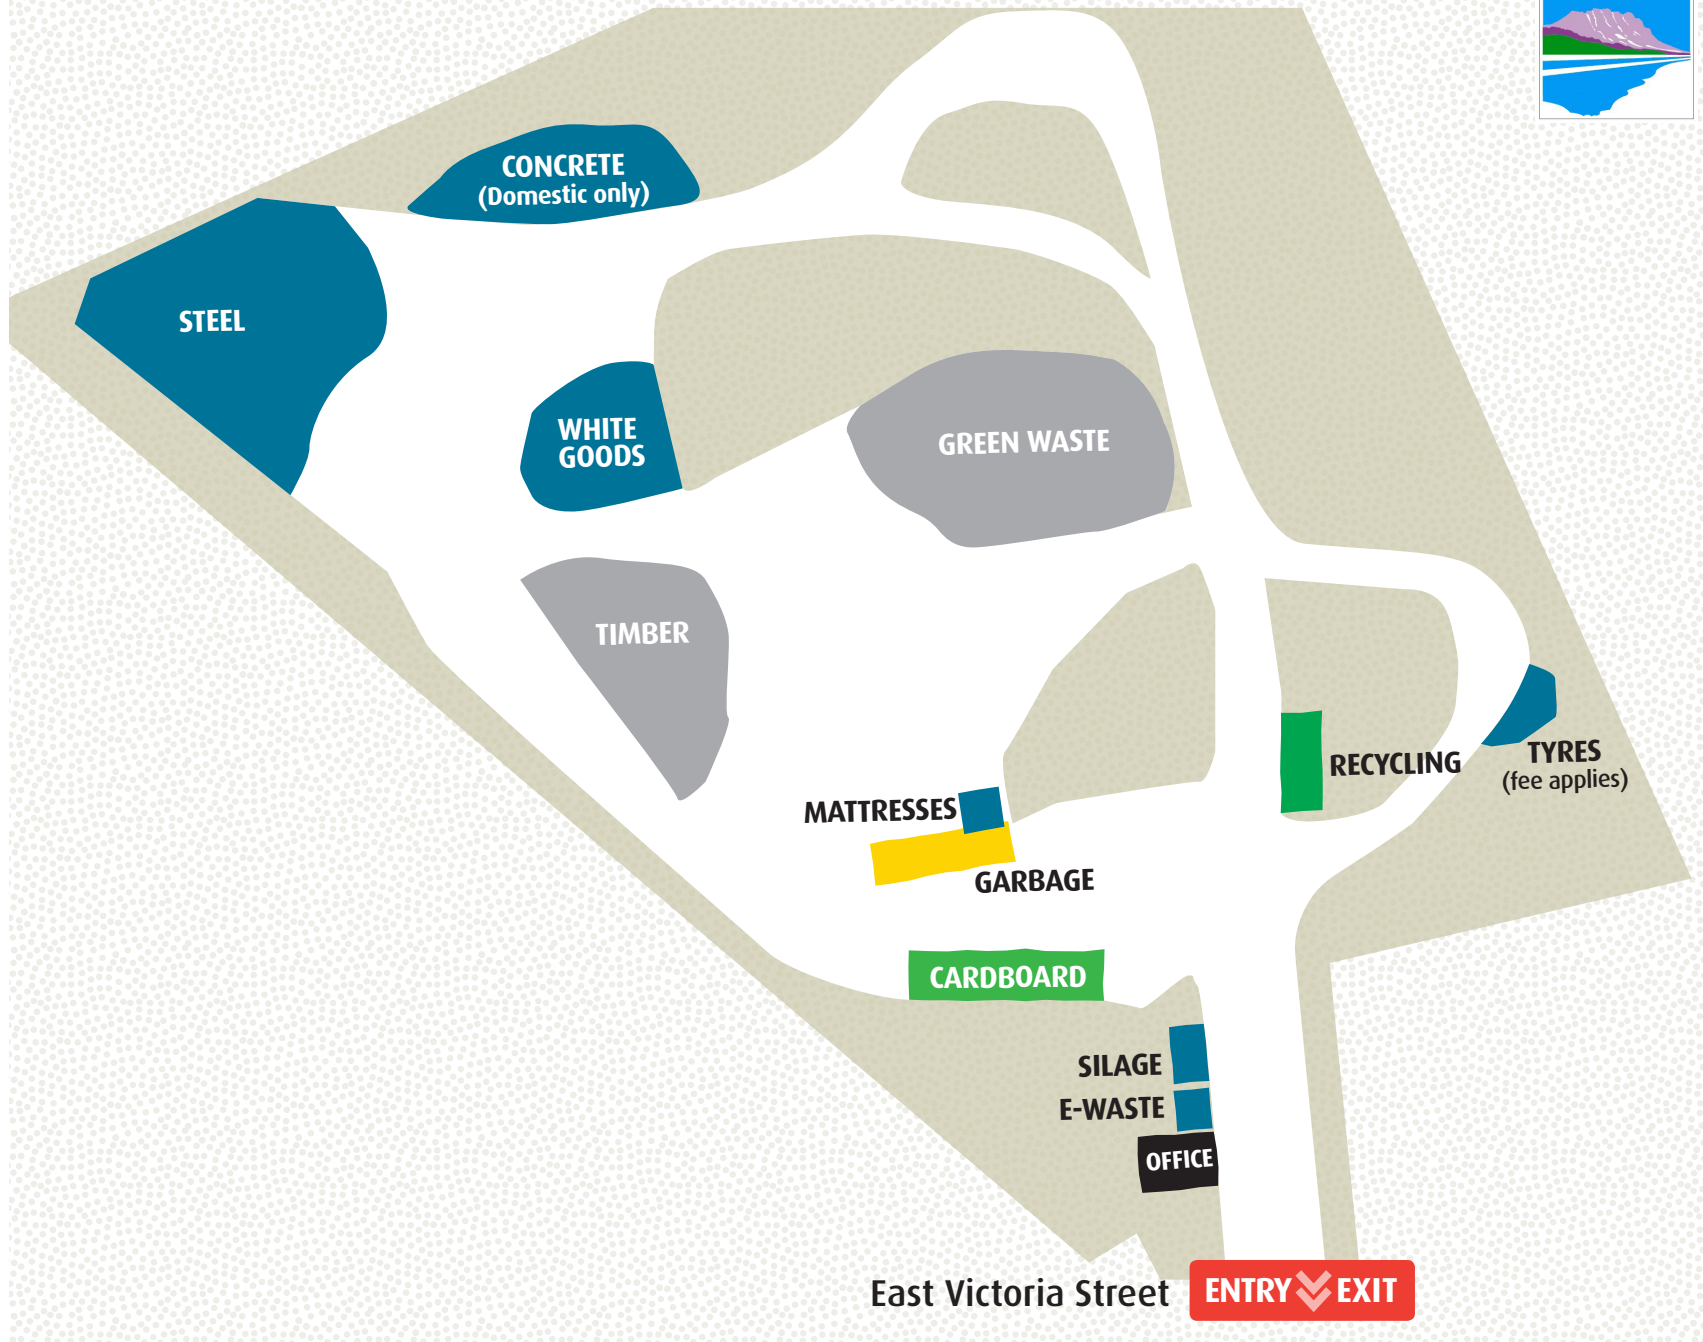 CONCRETE
(Domestic only)
STEEL
WHITE
GOODS
GREEN WASTE
TIMBER
RECYCLING
TYRES
(fee applies)
MATTRESSES
GARBAGE
CARDBOARD
SILAGE
E-WASTE
OFFICE
East Victoria Street ENTRY EXIT